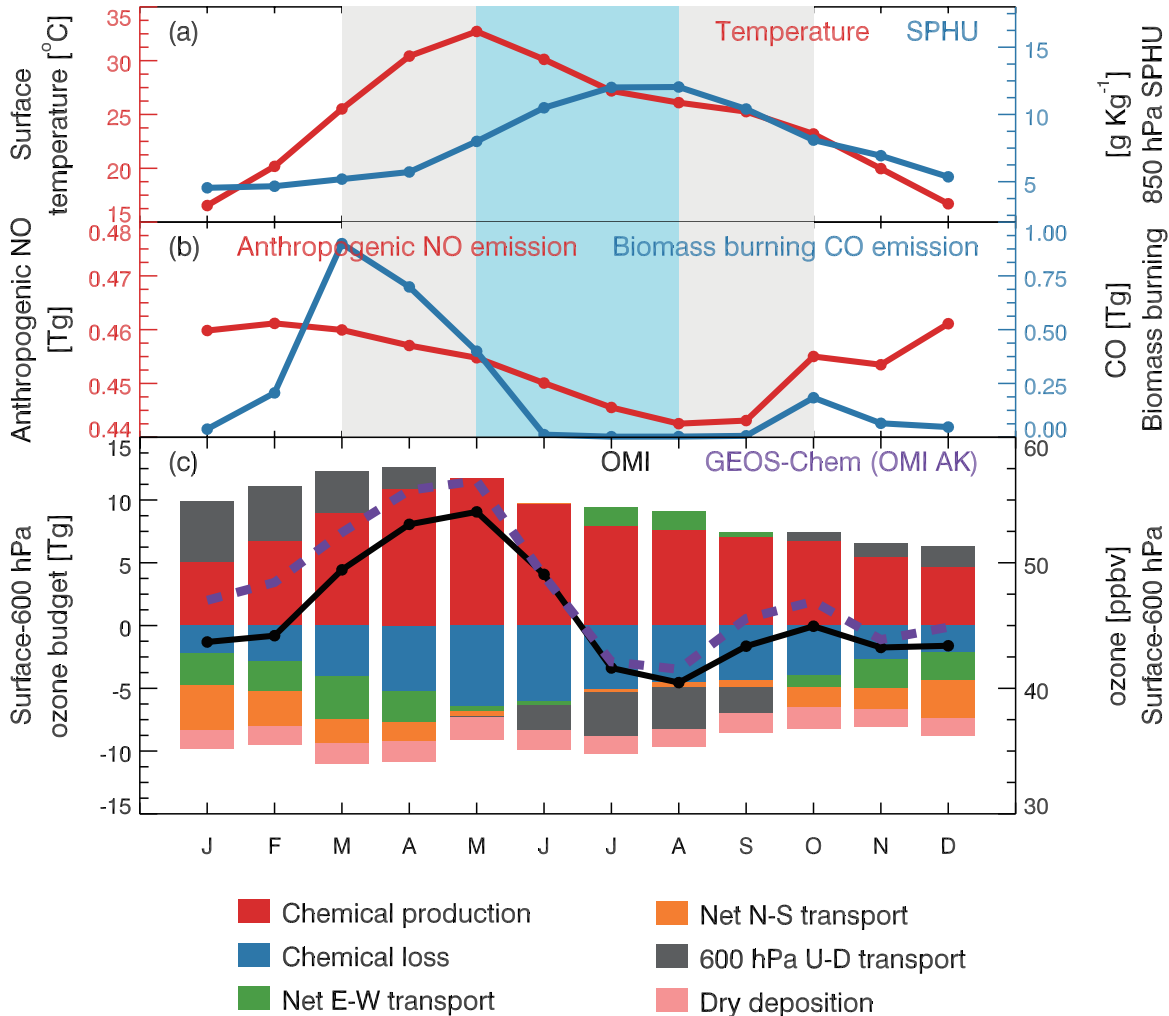 (a)
Temperature
SPHU
Surface
temperature [°C]
35
30
25
20
15
15
10
5
850 hPa SPHU
[g Kg-1]
(b)
Anthropogenic NO emission
Biomass burning CO emission
Anthropogenic NO
[Tg]
0.48
0.47
0.46
0.45
0.44
1.00
0.75
0.50
0.25
0.00
Biomass burning
CO [Tg]
(c)
OMI
GEOS-Chem (OMI AK)
Surface-600 hPa
ozone budget [Tg]
15
10
5
0
-5
-10
-15
60
50
40
30
Surface-600 hPa
ozone [ppbv]
J F M A M J J A S O N D
Chemical production
Chemical loss
Net E-W transport
Net N-S transport
600 hPa U-D transport
Dry deposition